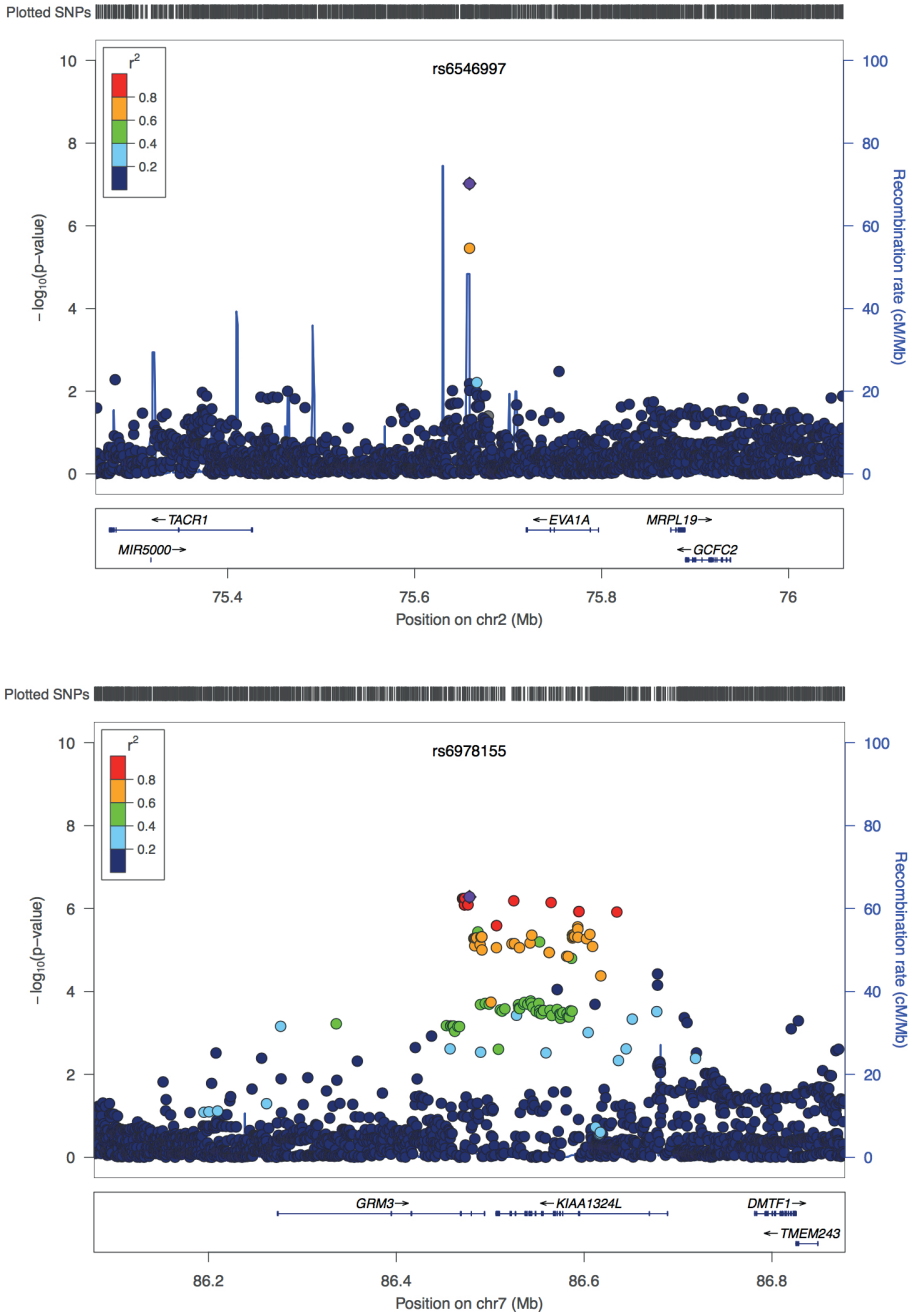 Plotted SNPs
rs6546997
r²
0.8
0.6
0.4
0.2
10
8
6
4
2
0
− log₁₀(p−value)
100
80
60
40
20
0
Recombination rate (cM/Mb)
←TACR1
←EVA1A
MRPL19→
MIR5000→
←GCFC2
75.4 75.6 75.8 76
Position on chr2 (Mb)
Plotted SNPs
rs6978155
r²
0.8
0.6
0.4
0.2
10
8
6
4
2
0
− log₁₀(p−value)
100
80
60
40
20
0
Recombination rate (cM/Mb)
GRM3→
←KIAA1324L
DMTF1→
←TMEM243
86.2 86.4 86.6 86.8
Position on chr7 (Mb)